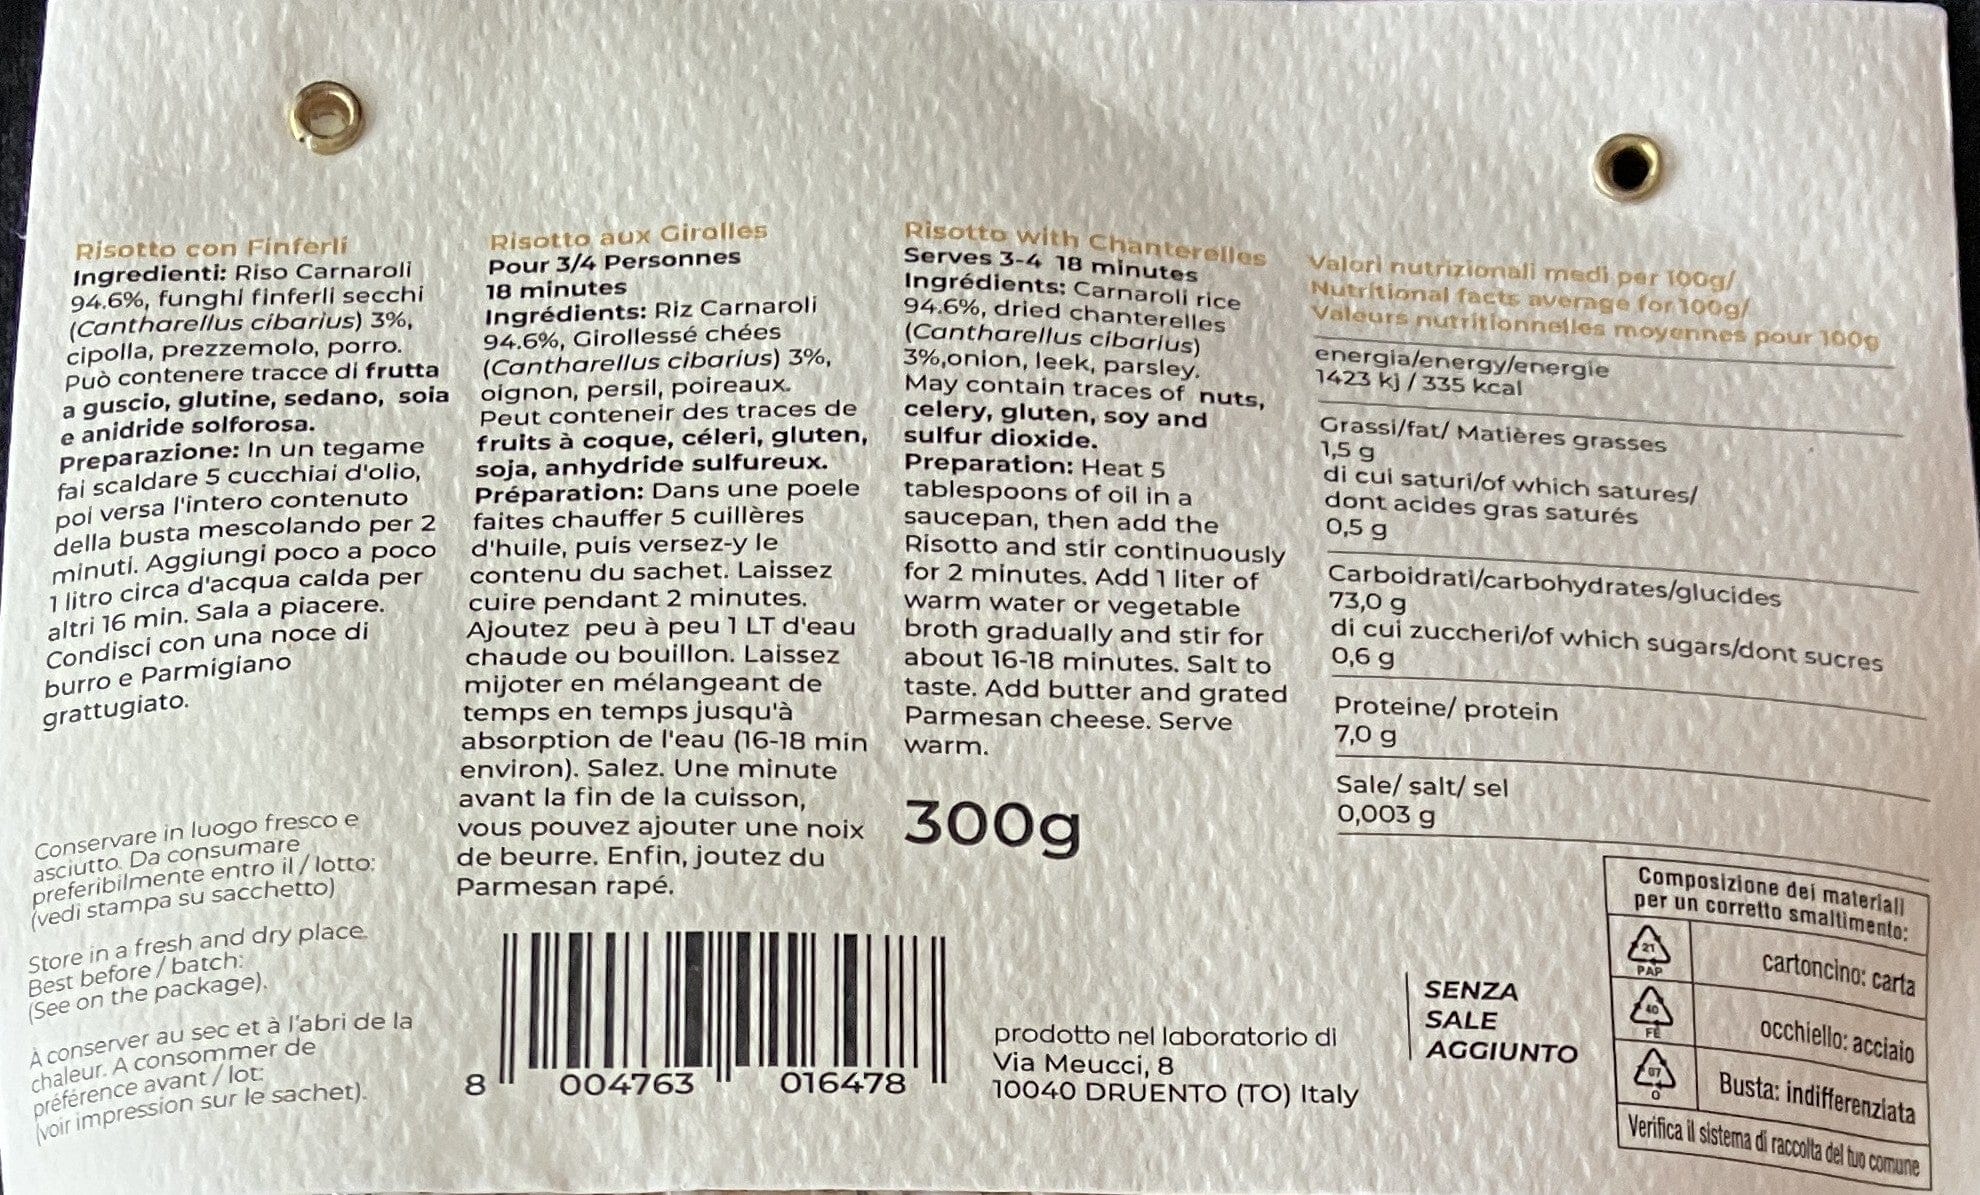 Risotto con Finferli
Ingredienti: Riso Carnaroli
94.6%, funghi finferli secchi
(Cantharellus cibarius) 3%,
cipolla, prezzemolo, porro.
Può contenere tracce di frutta
a guscio, glutine, sedano, soia
e anidride solforosa.
Preparazione: In un tegame
fai scaldare 5 cucchiai d'olio,
poi versa l'intero contenuto
della busta mescolando per 2
minuti. Aggiungi poco a poco
1 litro circa d'acqua calda per
altri 16 min. Sala a piacere.
Condisci con una noce di
burro e Parmigiano
grattugiato.
Conservare in luogo fresco e
asciutto. Da consumare
preferibilmente entro il / lotto:
(vedi stampa su sacchetto)
Store in a fresh and dry place.
Best before / batch:
(See on the package).
À conserver au sec et à l'abri de la
chaleur. A consommer de
préférence avant / lot:
(voir impression sur le sachet).
Risotto aux Girolles
Pour 3/4 Personnes
18 minutes
Ingrédients: Riz Carnaroli
94.6%, Girollessé chées
(Cantharellus cibarius) 3%,
oignon, persil, poireaux.
Peut conteneir des traces de
fruits à coque, céleri, gluten,
soja, anhydride sulfureux.
Préparation: Dans une poele
faites chauffer 5 cuillères
d'huile, puis versez-y le
contenu du sachet. Laissez
cuire pendant 2 minutes.
Ajoutez peu à peu 1 LT d'eau
chaude ou bouillon. Laissez
mijoter en mélangeant de
temps en temps jusqu'à
absorption de l'eau (16-18 min
environ). Salez. Une minute
avant la fin de la cuisson,
vous pouvez ajouter une noix
de beurre. Enfin, joutez du
Parmesan rapé.
8 004763 016478
Risotto with Chanterelles
Serves 3-4 18 minutes
Ingrédients: Carnaroli rice
94.6%, dried chanterelles
(Cantharellus cibarius)
3%,onion, leek, parsley.
May contain traces of nuts,
celery, gluten, soy and
sulfur dioxide.
Preparation: Heat 5
tablespoons of oil in a
saucepan, then add the
Risotto and stir continuously
for 2 minutes. Add 1 liter of
warm water or vegetable
broth gradually and stir for
about 16-18 minutes. Salt to
taste. Add butter and grated
Parmesan cheese. Serve
warm.
300g
prodotto nel laboratorio di
Via Meucci, 8
10040 DRUENTO (TO) Italy
Valori nutrizionali medi per 100g/
Nutritional facts average for 100g/
Valeurs nutritionnelles moyennes pour 100g
energia/energy/energie
1423 kj / 335 kcal
Grassi/fat/ Matières grasses
1,5 g
di cui saturi/of which satures/
dont acides gras saturés
0,5 g
Carboidrati/carbohydrates/glucides
73,0 g
di cui zuccheri/of which sugars/dont sucres
0,6 g
Proteine/ protein
7,0 g
Sale/ salt/ sel
0,003 g
SENZA
SALE
AGGIUNTO
Composizione dei materiali
per un corretto smaltimento:
21
PAP
cartoncino: carta
40
FE
occhiello: acciaio
07
O
Busta: indifferenziata
Verifica il sistema di raccolta del tuo comune